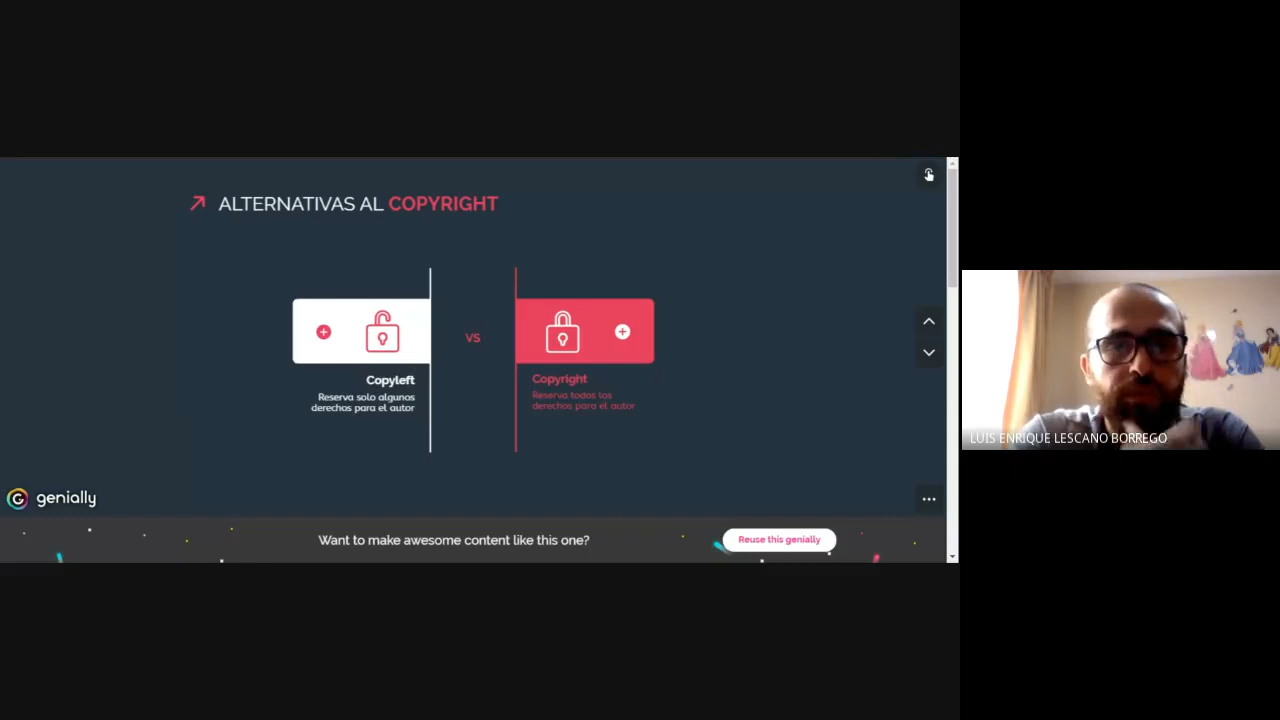 ALTERNATIVAS AL COPYRIGHT
VS
Copyleft
Reserva solo algunos
derechos para el autor
Copyright
Reserva todos los
derechos para el autor
genially
Want to make awesome content like this one?
Reuse this genially
LUIS ENRIQUE LESCANO BORREGO